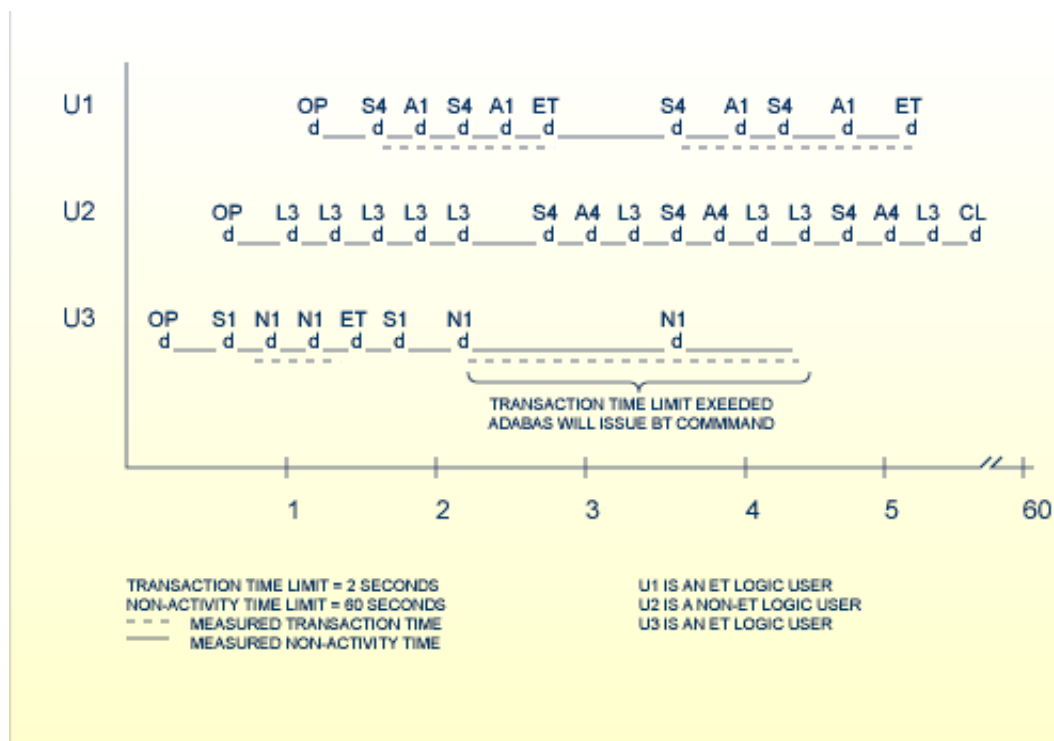 U1 OP S4 A1 S4 A1 ET S4 A1 S4 A1 ET
d d d d d d d d d d d
U2 OP L3 L3 L3 L3 L3 S4 A4 L3 S4 A4 L3 L3 S4 A4 L3 CL
d d d d d d d d d d d d d d d d d
U3 OP S1 N1 N1 ET S1 N1 N1
d d d d d d d d
TRANSACTION TIME LIMIT EXEEDED
ADABAS WILL ISSUE BT COMMMAND
1 2 3 4 5 60
TRANSACTION TIME LIMIT = 2 SECONDS
NON-ACTIVITY TIME LIMIT = 60 SECONDS
MEASURED TRANSACTION TIME
MEASURED NON-ACTIVITY TIME
U1 IS AN ET LOGIC USER
U2 IS A NON-ET LOGIC USER
U3 IS AN ET LOGIC USER